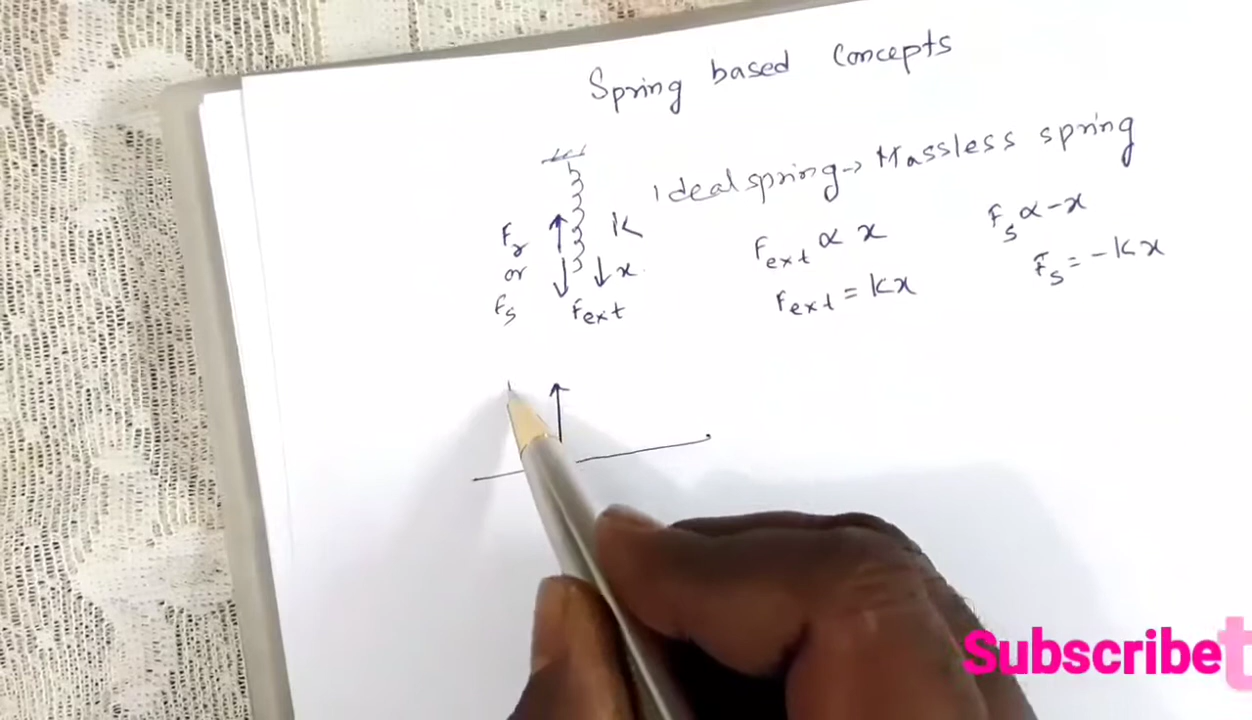 Spring based concepts
Ideal spring → Massless spring
Fr
or
Fs
K
x
Fext
Fext ∝ x
Fext = Kx
Fs ∝ -x
Fs = -Kx
Subscribe